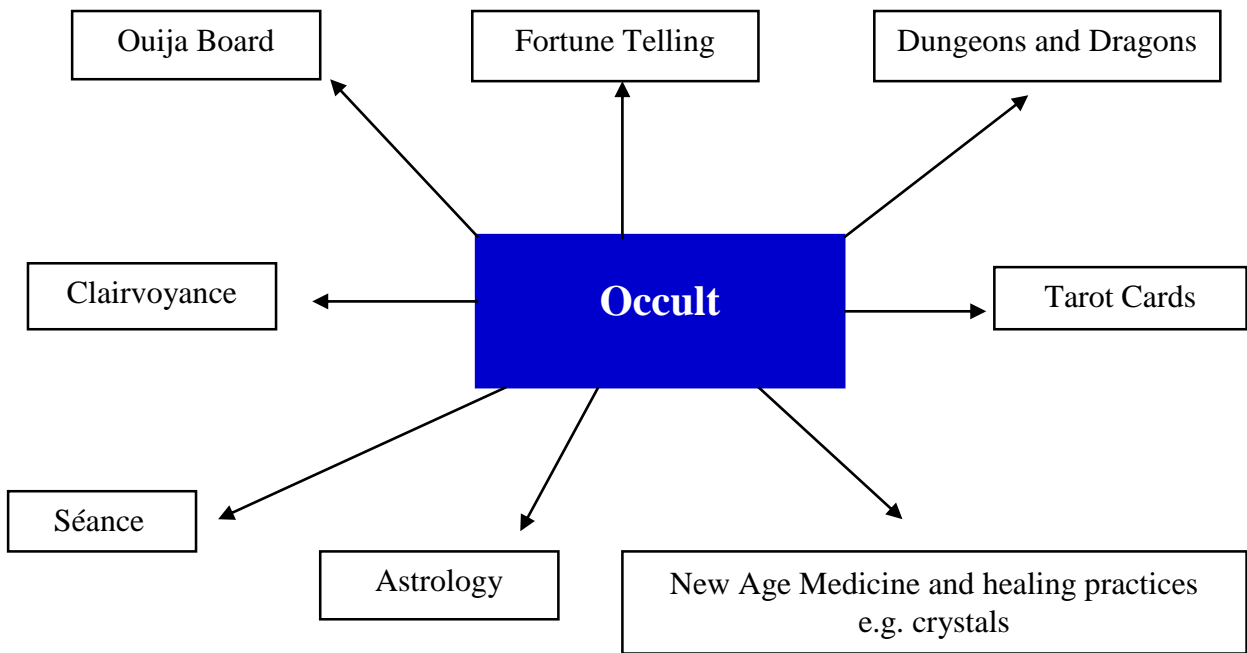 Ouija Board
Fortune Telling
Dungeons and Dragons
Clairvoyance
Occult
Tarot Cards
Séance
Astrology
New Age Medicine and healing practices
e.g. crystals